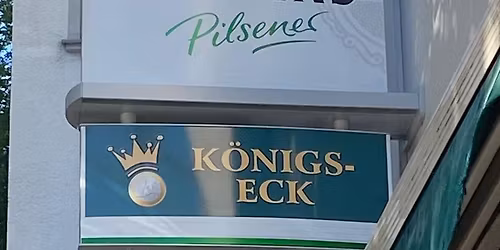 Pilsener
KÖNIGS-
ECK